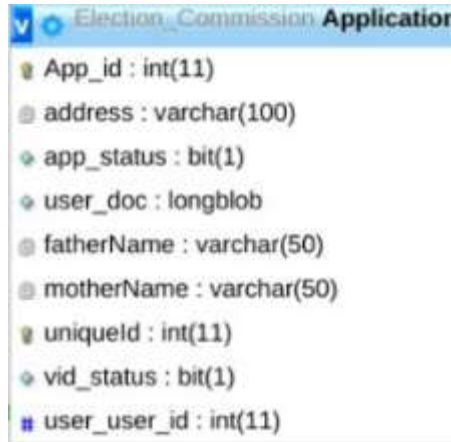 v Election_Commission Application
App_id : int(11)
address : varchar(100)
app_status : bit(1)
user_doc : longblob
fatherName : varchar(50)
motherName : varchar(50)
uniqueId : int(11)
vid_status : bit(1)
# user_user_id : int(11)